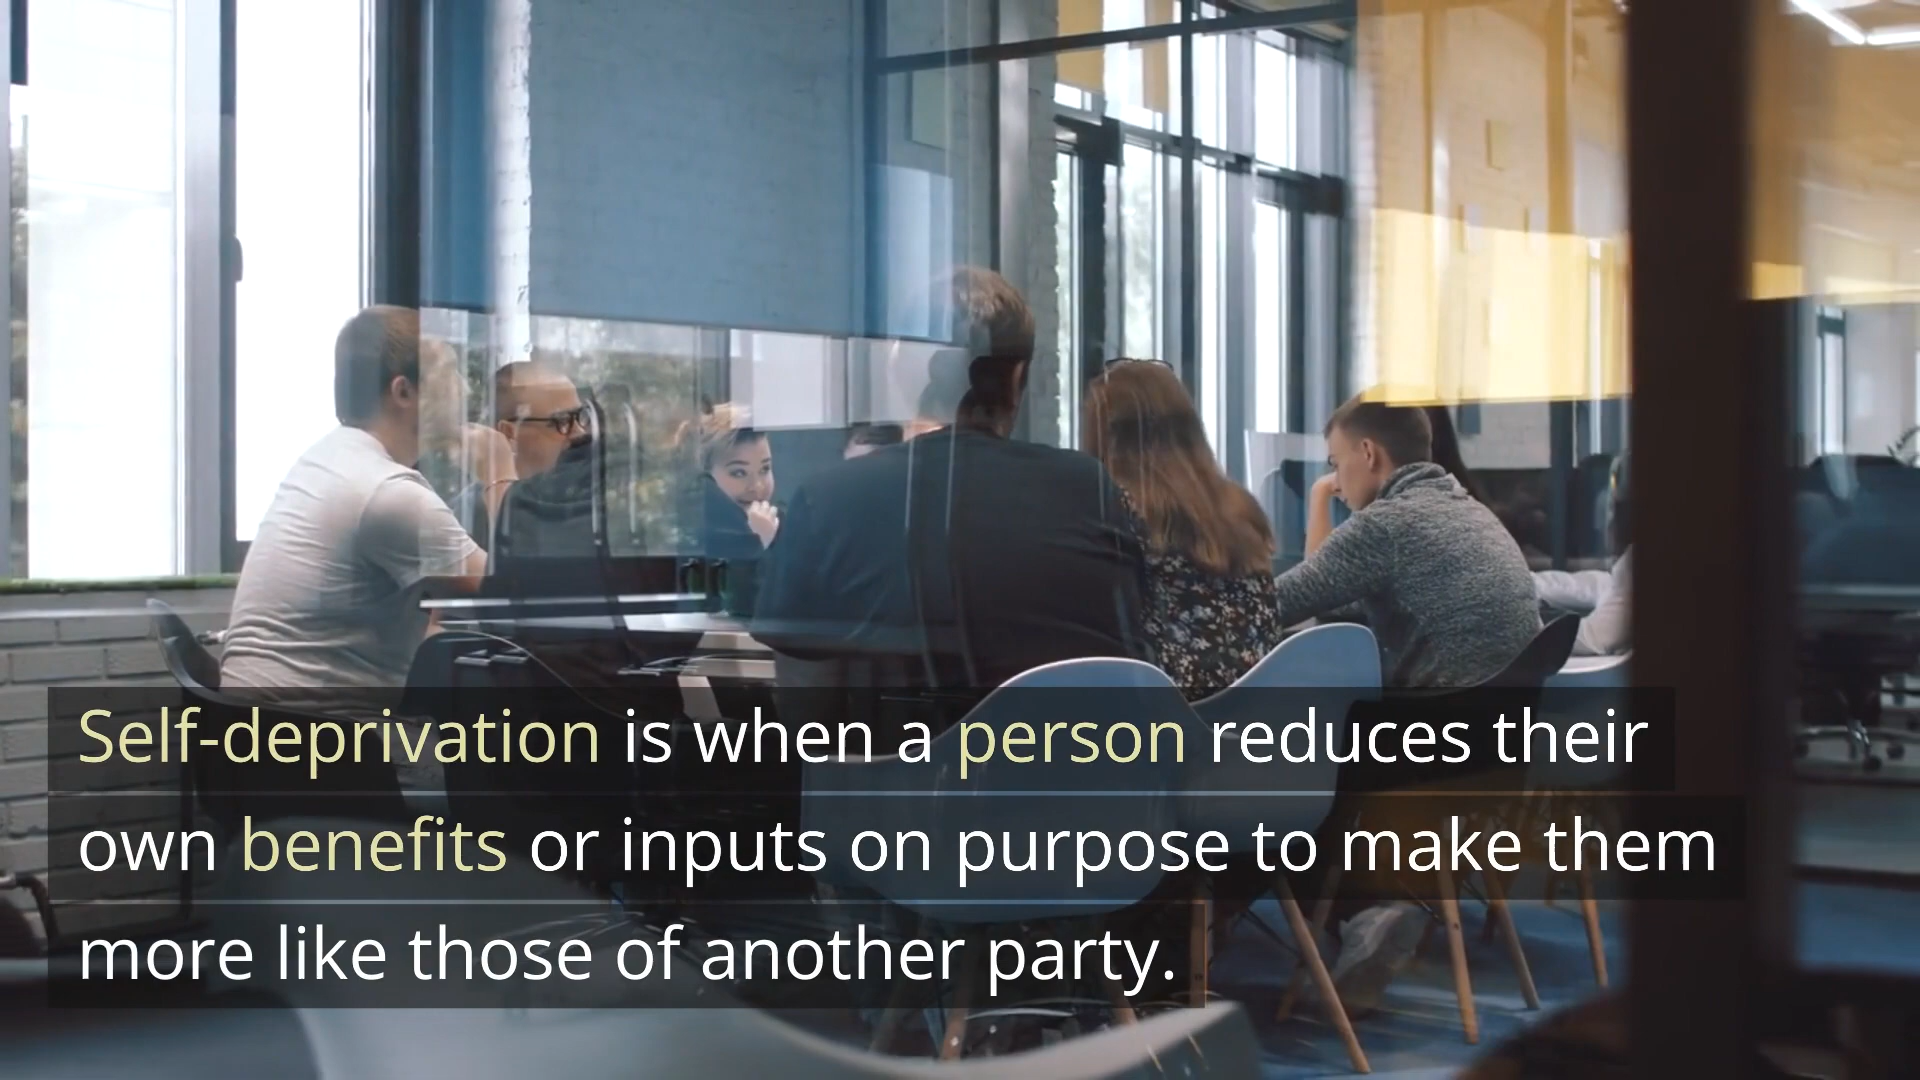 Self-deprivation is when a person reduces their
own benefits or inputs on purpose to make them
more like those of another party.